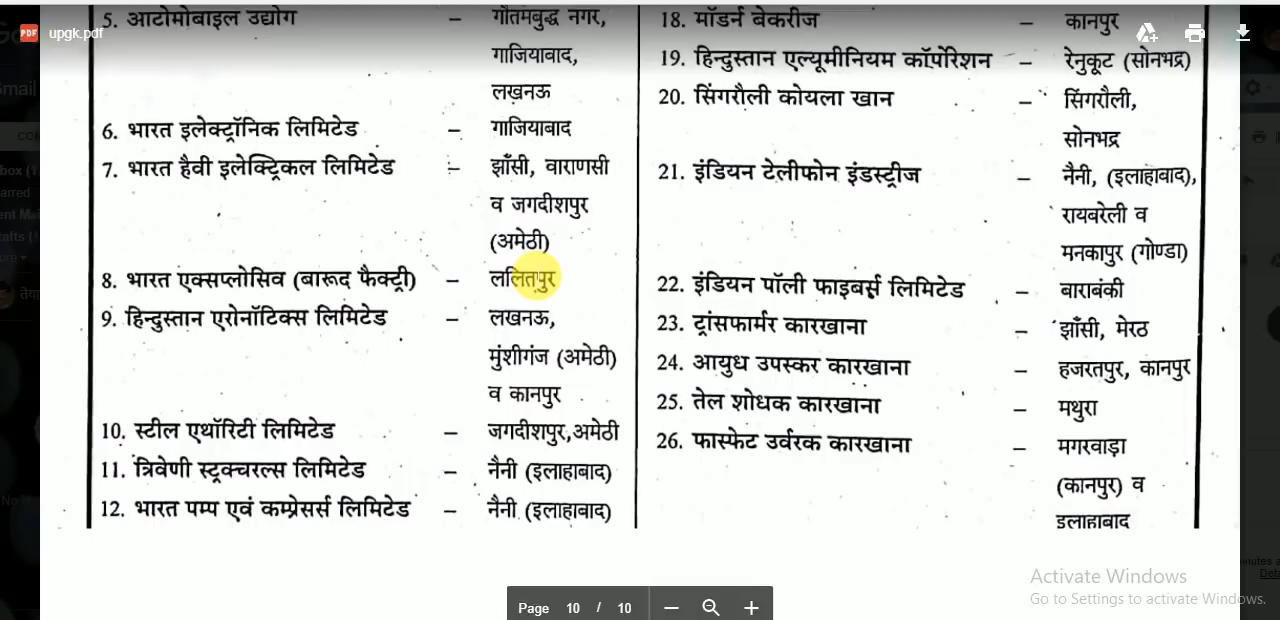 upgk.pdf
5. आटोमोबाइल उद्योग – गौतमबुद्ध नगर,
गाजियाबाद,
लखनऊ
6. भारत इलेक्ट्रॉनिक लिमिटेड – गाजियाबाद
7. भारत हैवी इलेक्ट्रिकल लिमिटेड – झाँसी, वाराणसी
व जगदीशपुर
(अमेठी)
8. भारत एक्सप्लोसिव (बारूद फैक्ट्री) – ललितपुर
9. हिन्दुस्तान एरोनॉटिक्स लिमिटेड – लखनऊ,
मुंशीगंज (अमेठी)
व कानपुर
10. स्टील एथॉरिटी लिमिटेड – जगदीशपुर,अमेठी
11. त्रिवेणी स्ट्रक्चरल्स लिमिटेड – नैनी (इलाहाबाद)
12. भारत पम्प एवं कम्प्रेसर्स लिमिटेड – नैनी (इलाहाबाद)
18. मॉडर्न बेकरीज – कानपुर
19. हिन्दुस्तान एल्यूमीनियम कॉर्पोरेशन – रेनुकूट (सोनभद्र)
20. सिंगरौली कोयला खान – सिंगरौली,
सोनभद्र
21. इंडियन टेलीफोन इंडस्ट्रीज – नैनी, (इलाहाबाद),
रायबरेली व
मनकापुर (गोण्डा)
22. इंडियन पॉली फाइबर्स लिमिटेड – बाराबंकी
23. ट्रांसफार्मर कारखाना – झाँसी, मेरठ
24. आयुध उपस्कर कारखाना – हजरतपुर, कानपुर
25. तेल शोधक कारखाना – मथुरा
26. फास्फेट उर्वरक कारखाना – मगरवाड़ा
(कानपुर) व
इलाहाबाद
Activate Windows
Go to Settings to activate Windows.
Page 10 / 10